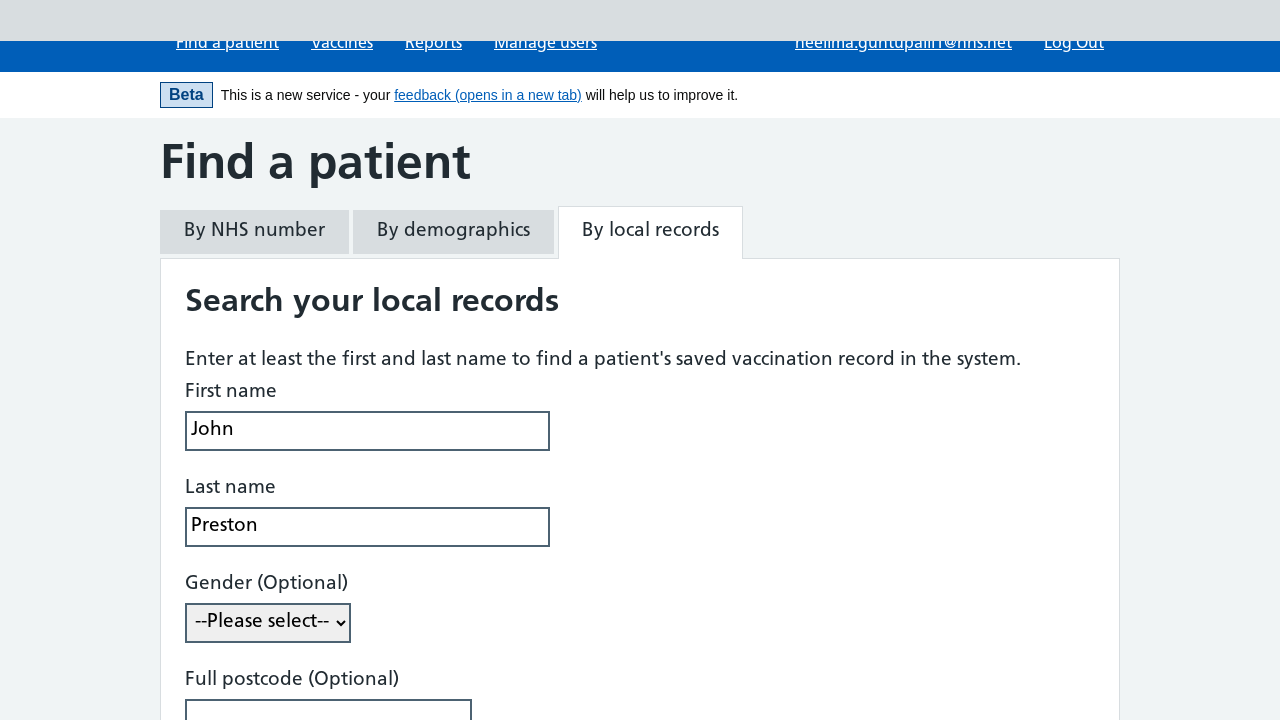 Find a patient Vaccines Reports Manage users neelima.guntupalli1@nhs.net Log Out
Beta This is a new service - your feedback (opens in a new tab) will help us to improve it.
Find a patient
By NHS number By demographics By local records
Search your local records
Enter at least the first and last name to find a patient's saved vaccination record in the system.
First name
John
Last name
Preston
Gender (Optional)
--Please select--
Full postcode (Optional)